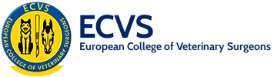 ECVS
EUROPEAN COLLEGE OF VETERINARY SURGEONS
ECVS
European College of Veterinary Surgeons